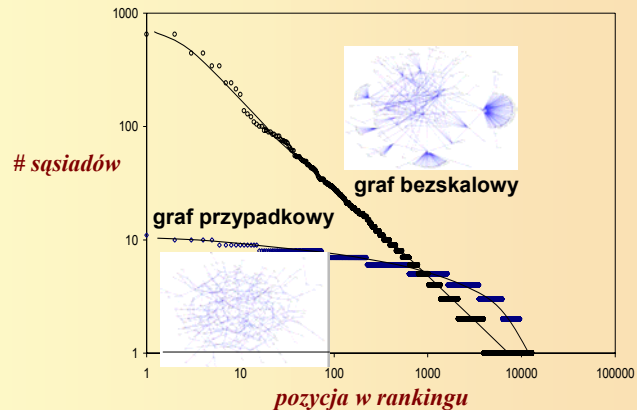 1000
100
# sąsiadów
graf bezskalowy
graf przypadkowy
10
1
1 10 100 1000 10000 100000
pozycja w rankingu